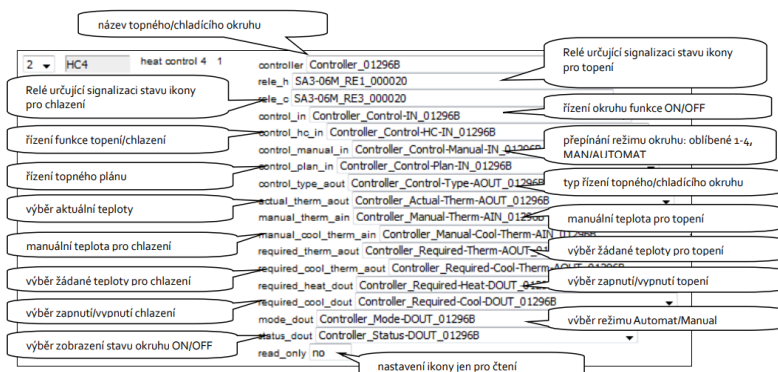 název topného/chladícího okruhu
2 HC4 heat control 4 1
controller Controller_01296B
Relé určující signalizaci stavu ikony
pro topení
rele_h SA3-06M_RE1_000020
Relé určující signalizaci stavu ikony
pro chlazení
rele_c SA3-06M_RE3_000020
řízení okruhu funkce ON/OFF
control_in Controller_Control-IN_01296B
řízení funkce topení/chlazení
control_hc_in Controller_Control-HC-IN_01296B
přepínání režimu okruhu: oblíbené 1-4,
MAN/AUTOMAT
control_manual_in Controller_Control-Manual-IN_01296B
řízení topného plánu
control_plan_in Controller_Control-Plan-IN_01296B
typ řízení topného/chladícího okruhu
control_type_aout Controller_Control-Type-AOUT_01296B
výběr aktuální teploty
actual_therm_aout Controller_Actual-Therm-AOUT_01296B
manuální teplota pro topení
manual_therm_ain Controller_Manual-Therm-AIN_01296B
manuální teplota pro chlazení
manual_cool_therm_ain Controller_Manual-Cool-Therm-AIN_01296B
výběr žádané teploty pro topení
required_therm_aout Controller_Required-Therm-AOUT_01
výběr žádané teploty pro chlazení
required_cool_therm_aout Controller_Required-Cool-Therm-AOUT_01296B
výběr zapnutí/vypnutí topení
required_heat_dout Controller_Required-Heat-DOUT_0129
výběr zapnutí/vypnutí chlazení
required_cool_dout Controller_Required-Cool-DOUT_01296B
výběr režimu Automat/Manual
mode_dout Controller_Mode-DOUT_01296B
výběr zobrazení stavu okruhu ON/OFF
status_dout Controller_Status-DOUT_01296B
read_only no
nastavení ikony jen pro čtení